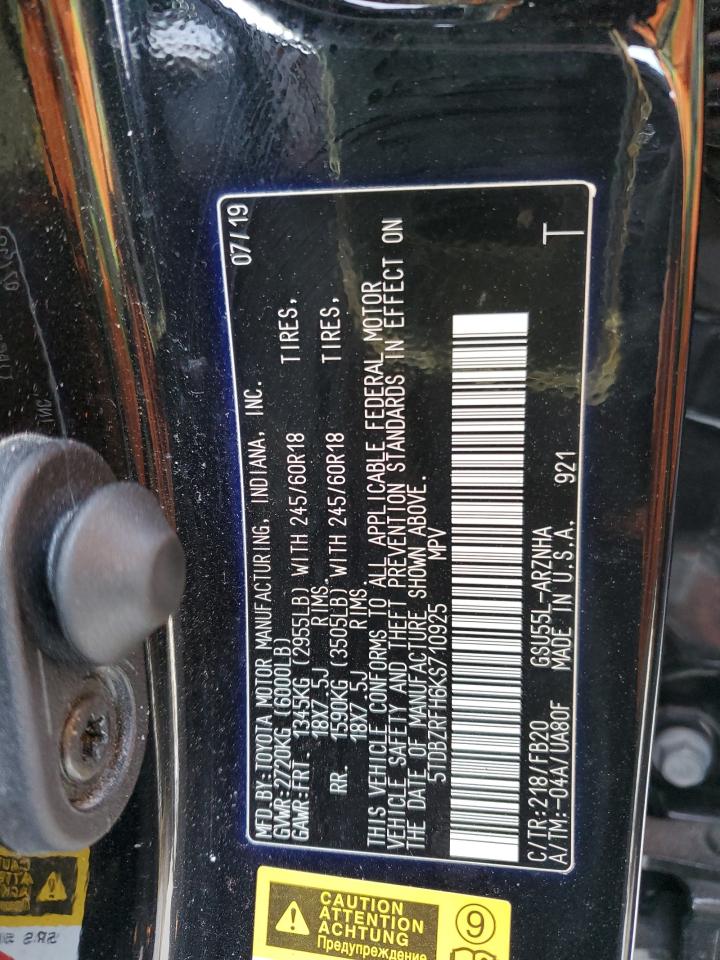 MFD BY:TOYOTA MOTOR MANUFACTURING, INDIANA, INC. 07/19
GVWR:2720KG (6000LB)
GAWR:FRT. 1345KG (2955LB) WITH 245/60R18 TIRES,
18X7.5J RIMS.
RR. 1590KG (3505LB) WITH 245/60R18 TIRES,
18X7.5J RIMS.
THIS VEHICLE CONFORMS TO ALL APPLICABLE FEDERAL MOTOR
VEHICLE SAFETY AND THEFT PREVENTION STANDARDS IN EFFECT ON
THE DATE OF MANUFACTURE SHOWN ABOVE.
5TDBZRFH6KS710925 MPV
C/TR:218/FB20 GSU55L-ARZNHA
A/TM:-04A/UA80F MADE IN U.S.A. 921 T
CAUTION
ATTENTION
ACHTUNG
Предупреждение
9